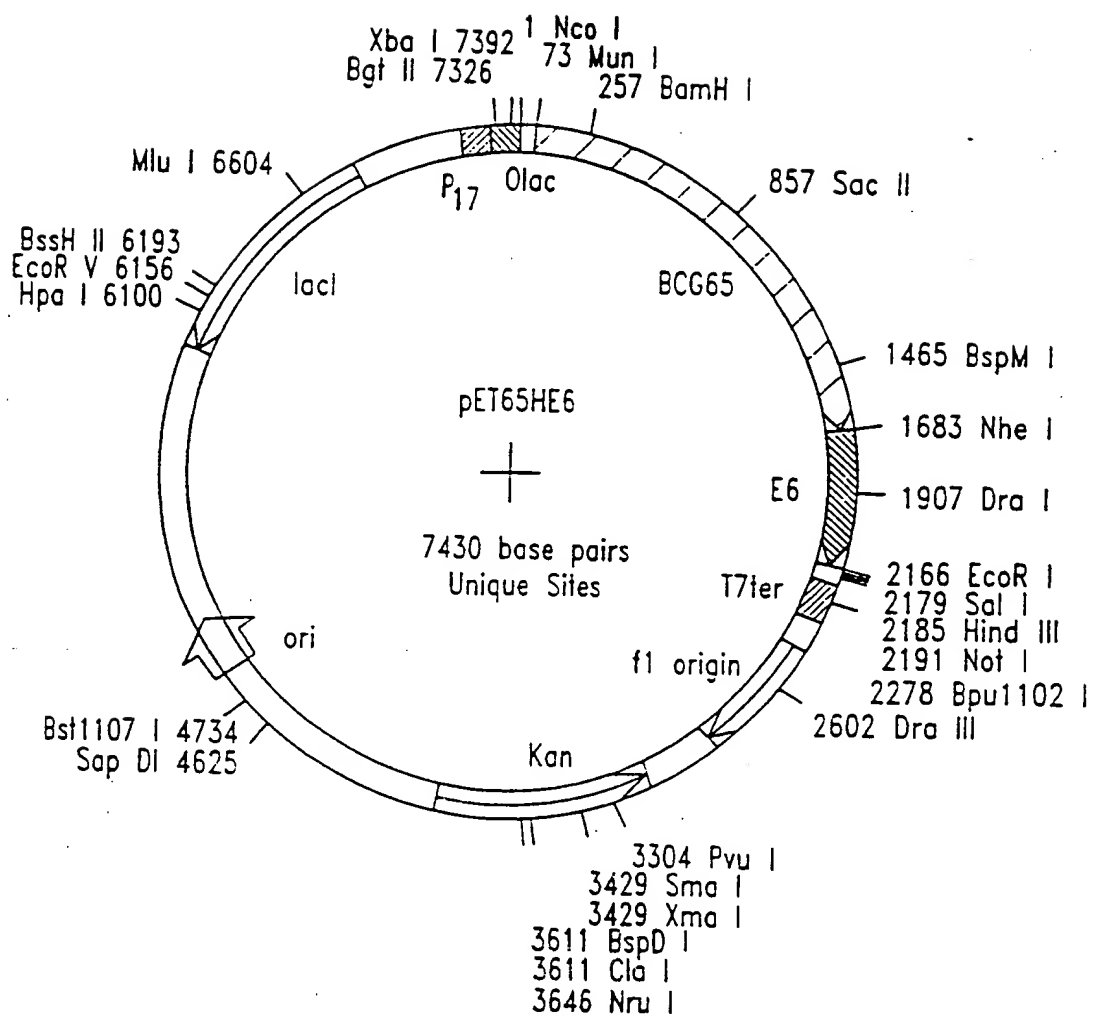 Xba I 7392
1 Nco I
Bgt II 7326
73 Mun I
257 BamH I
Mlu I 6604
P17
Olac
857 Sac II
BssH II 6193
EcoR V 6156
Hpa I 6100
lacI
BCG65
1465 BspM I
pET65HE6
1683 Nhe I
E6
1907 Dra I
7430 base pairs
Unique Sites
T7ter
2166 EcoR I
2179 Sal I
2185 Hind III
2191 Not I
2278 Bpu1102 I
2602 Dra III
ori
f1 origin
Bst1107 I 4734
Sap DI 4625
Kan
3304 Pvu I
3429 Sma I
3429 Xma I
3611 BspD I
3611 Cla I
3646 Nru I